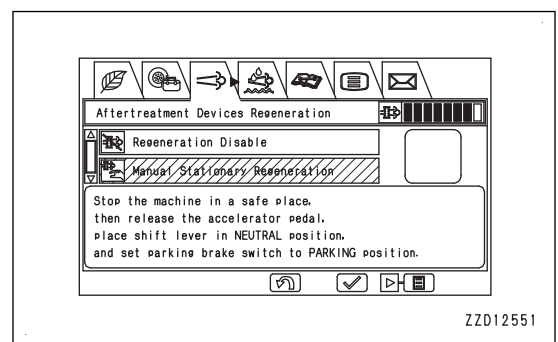 Aftertreatment Devices Regeneration
Regeneration Disable
Manual Stationary Regeneration
Stop the machine in a safe place,
then release the accelerator pedal,
place shift lever in NEUTRAL position,
and set parking brake switch to PARKING position.
ZZD12551